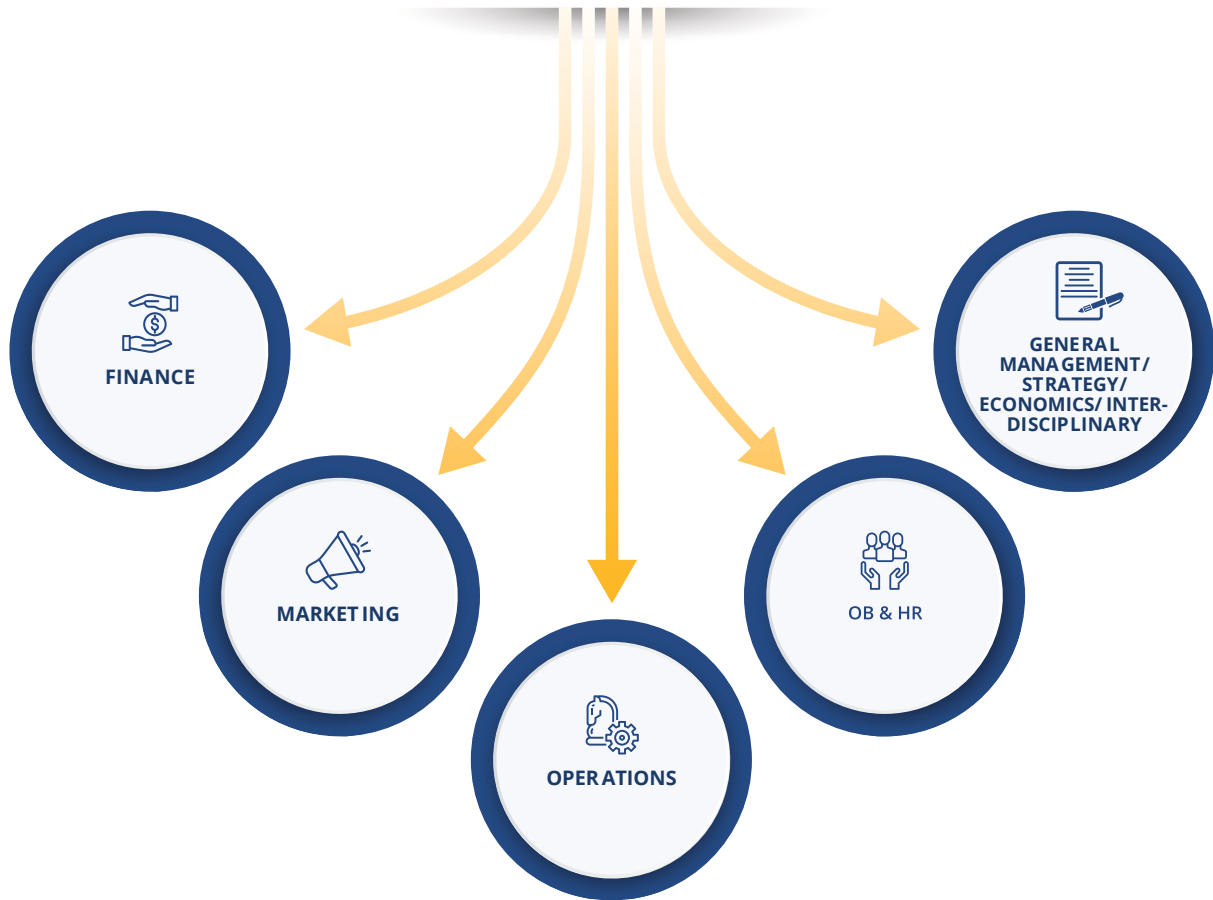 FINANCE
GENERAL
MANAGEMENT/
STRATEGY/
ECONOMICS/ INTER-
DISCIPLINARY
MARKETING
OB & HR
OPERATIONS
$